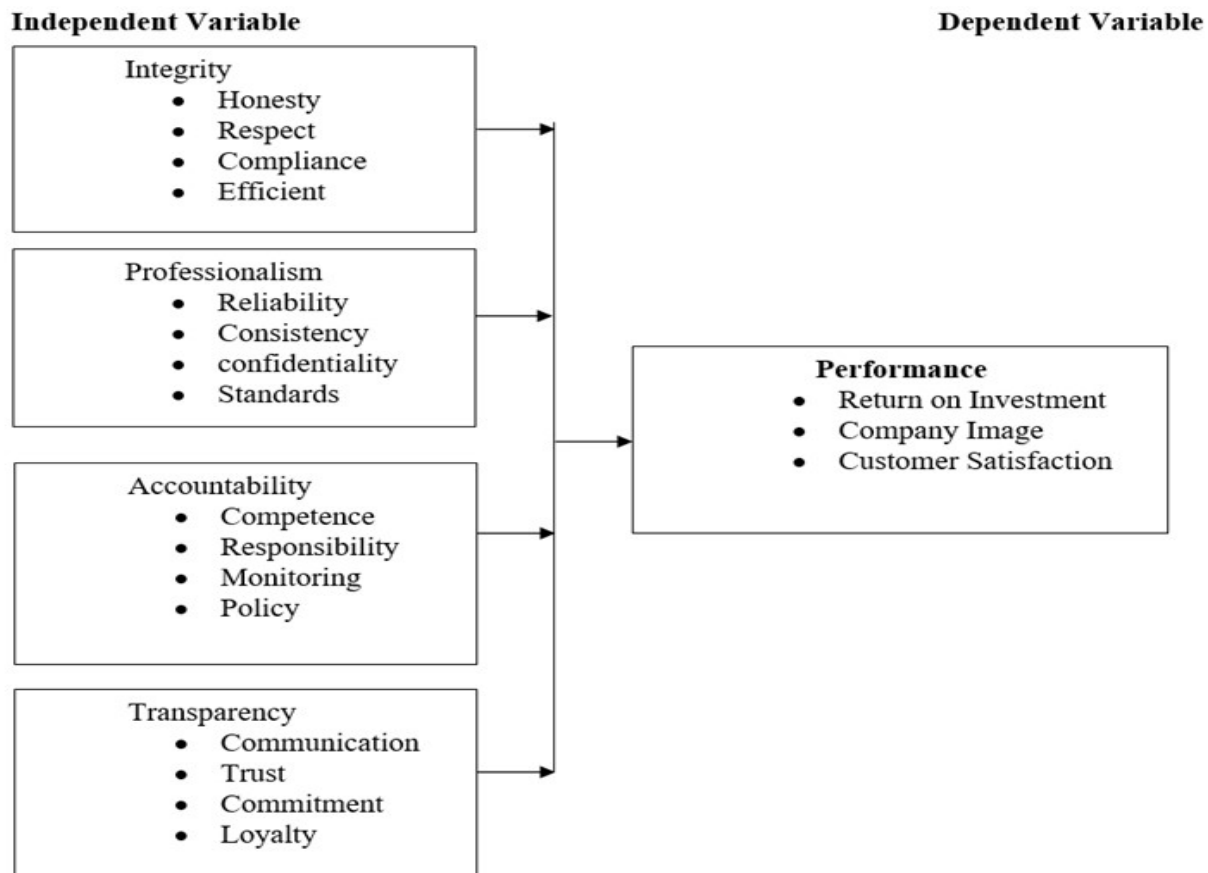 Independent Variable
Dependent Variable
Integrity
• Honesty
• Respect
• Compliance
• Efficient
Professionalism
• Reliability
• Consistency
• confidentiality
• Standards
Accountability
• Competence
• Responsibility
• Monitoring
• Policy
Transparency
• Communication
• Trust
• Commitment
• Loyalty
Performance
• Return on Investment
• Company Image
• Customer Satisfaction